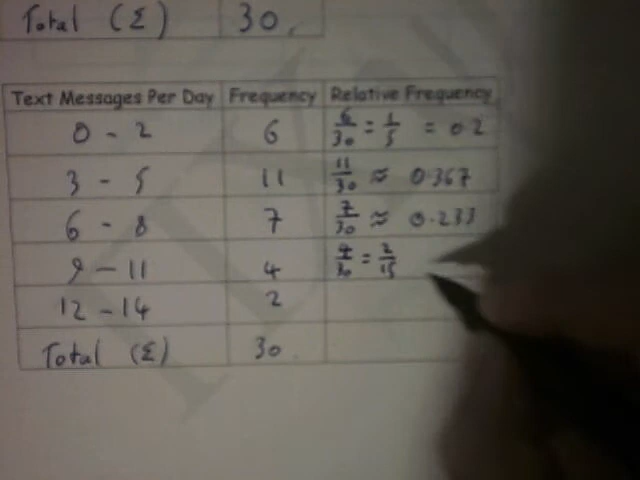 Total (Σ) 30
Text Messages Per Day Frequency Relative Frequency
0 - 2 6 6/30 = 1/5 = 0.2
3 - 5 11 11/30 ≈ 0.367
6 - 8 7 7/30 ≈ 0.233
9 - 11 4 4/30 = 2/15
12 - 14 2
Total (Σ) 30